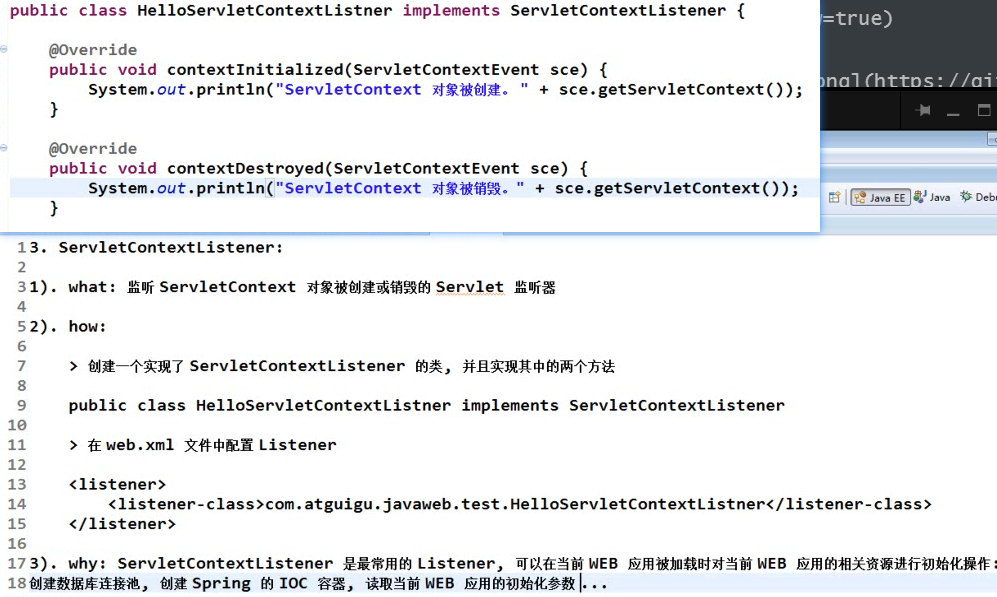 public class HelloServletContextListner implements ServletContextListener {
@Override
public void contextInitialized(ServletContextEvent sce) {
System.out.println("ServletContext 对象被创建。" + sce.getServletContext());
}
@Override
public void contextDestroyed(ServletContextEvent sce) {
System.out.println("ServletContext 对象被销毁。" + sce.getServletContext());
}
=true)
(https://gi
Java EE Java Debu
1 3. ServletContextListener:
2
3 1). what: 监听 ServletContext 对象被创建或销毁的 Servlet 监听器
4
5 2). how:
6
7 > 创建一个实现了 ServletContextListener 的类, 并且实现其中的两个方法
8
9 public class HelloServletContextListner implements ServletContextListener
10
11 > 在 web.xml 文件中配置 Listener
12
13 <listener>
14 <listener-class>com.atguigu.javaweb.test.HelloServletContextListner</listener-class>
15 </listener>
16
17 3). why: ServletContextListener 是最常用的 Listener, 可以在当前 WEB 应用被加载时对当前 WEB 应用的相关资源进行初始化操作:
18 创建数据库连接池, 创建 Spring 的 IOC 容器, 读取当前 WEB 应用的初始化参数 ...